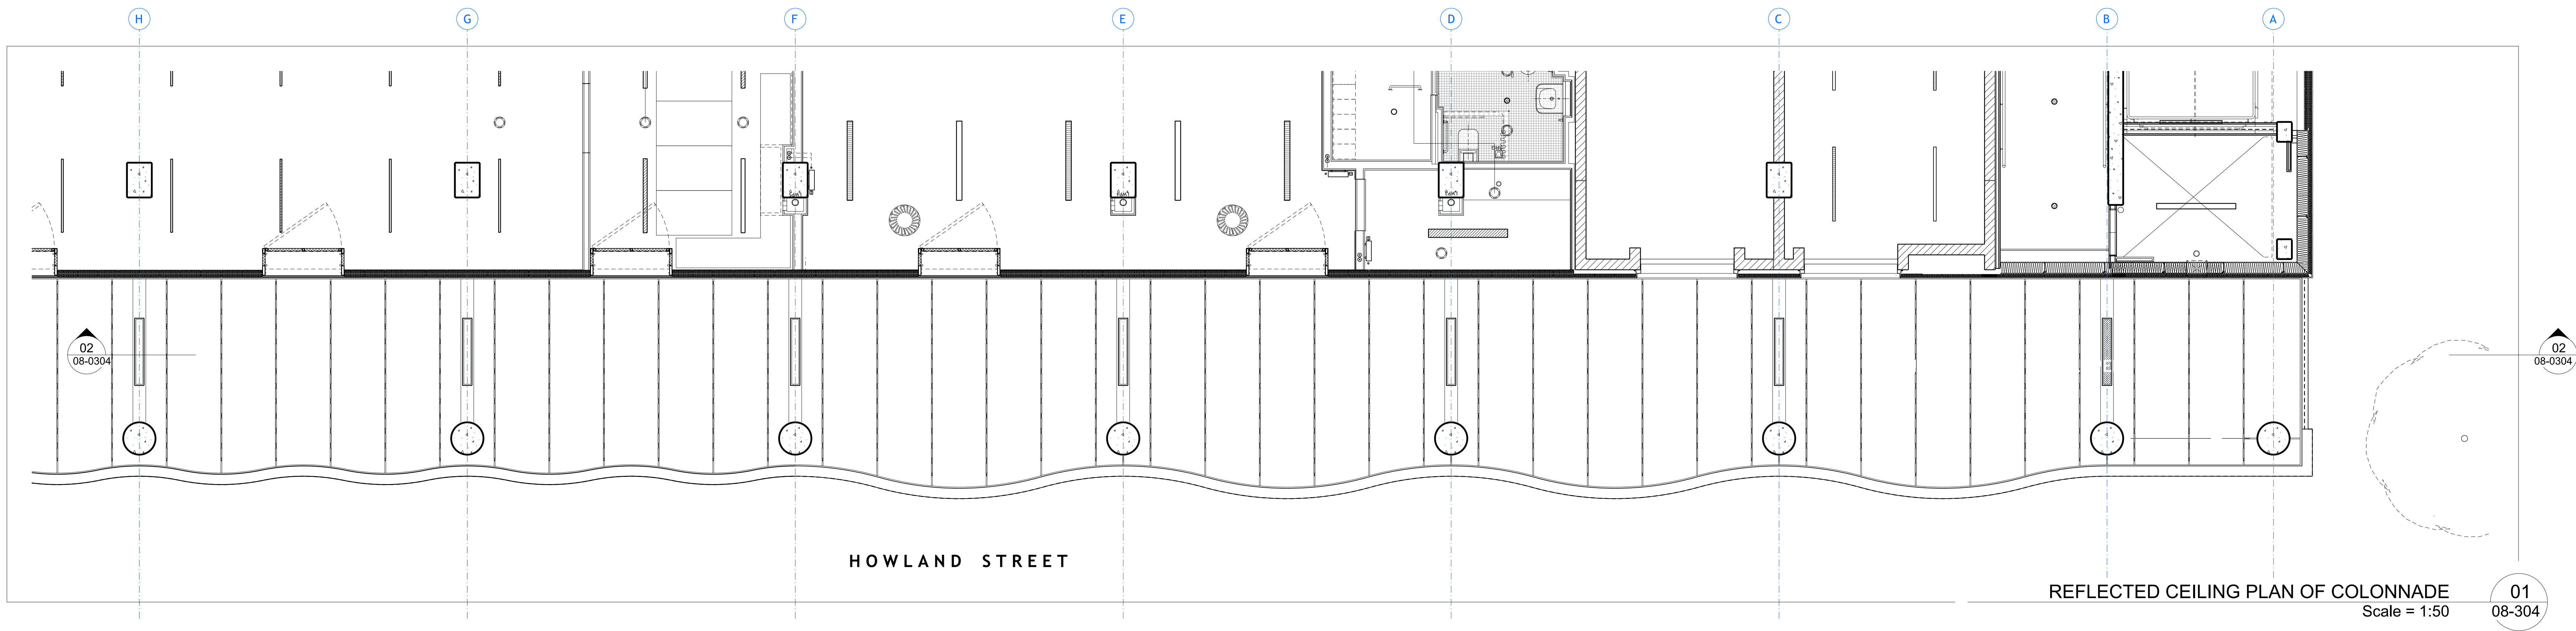 H G F E D C B A
02
08-0304
02
08-0304
HOWLAND STREET
REFLECTED CEILING PLAN OF COLONNADE
Scale = 1:50
01
08-304